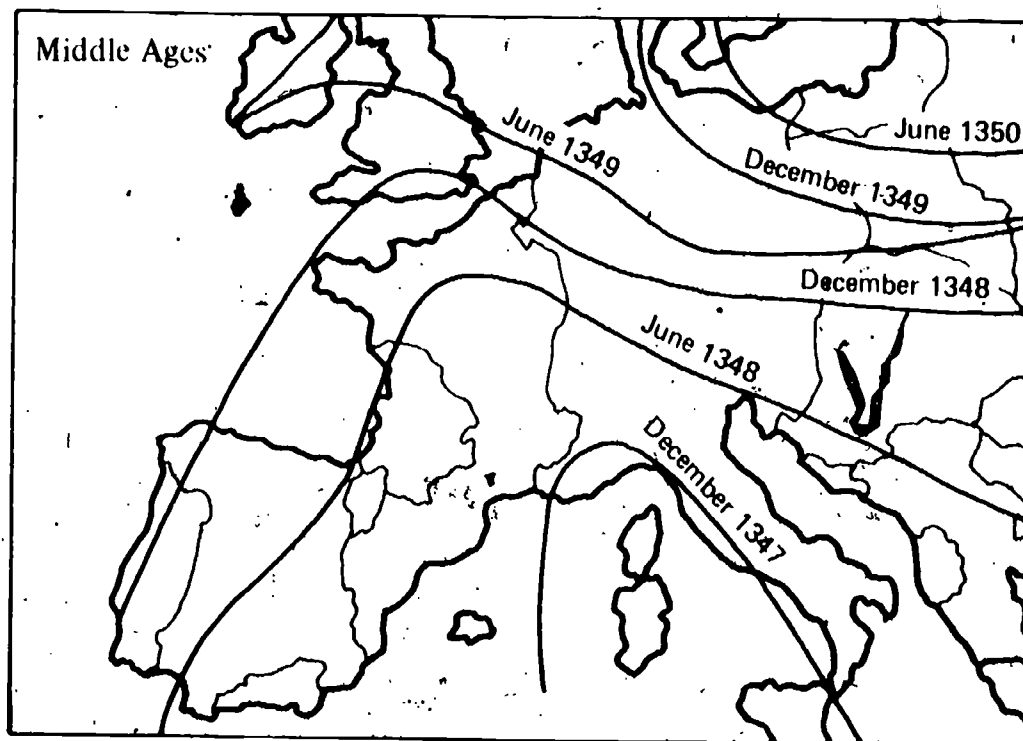 Middle Ages
June 1349
June 1350
December 1349
December 1348
June 1348
December 1347